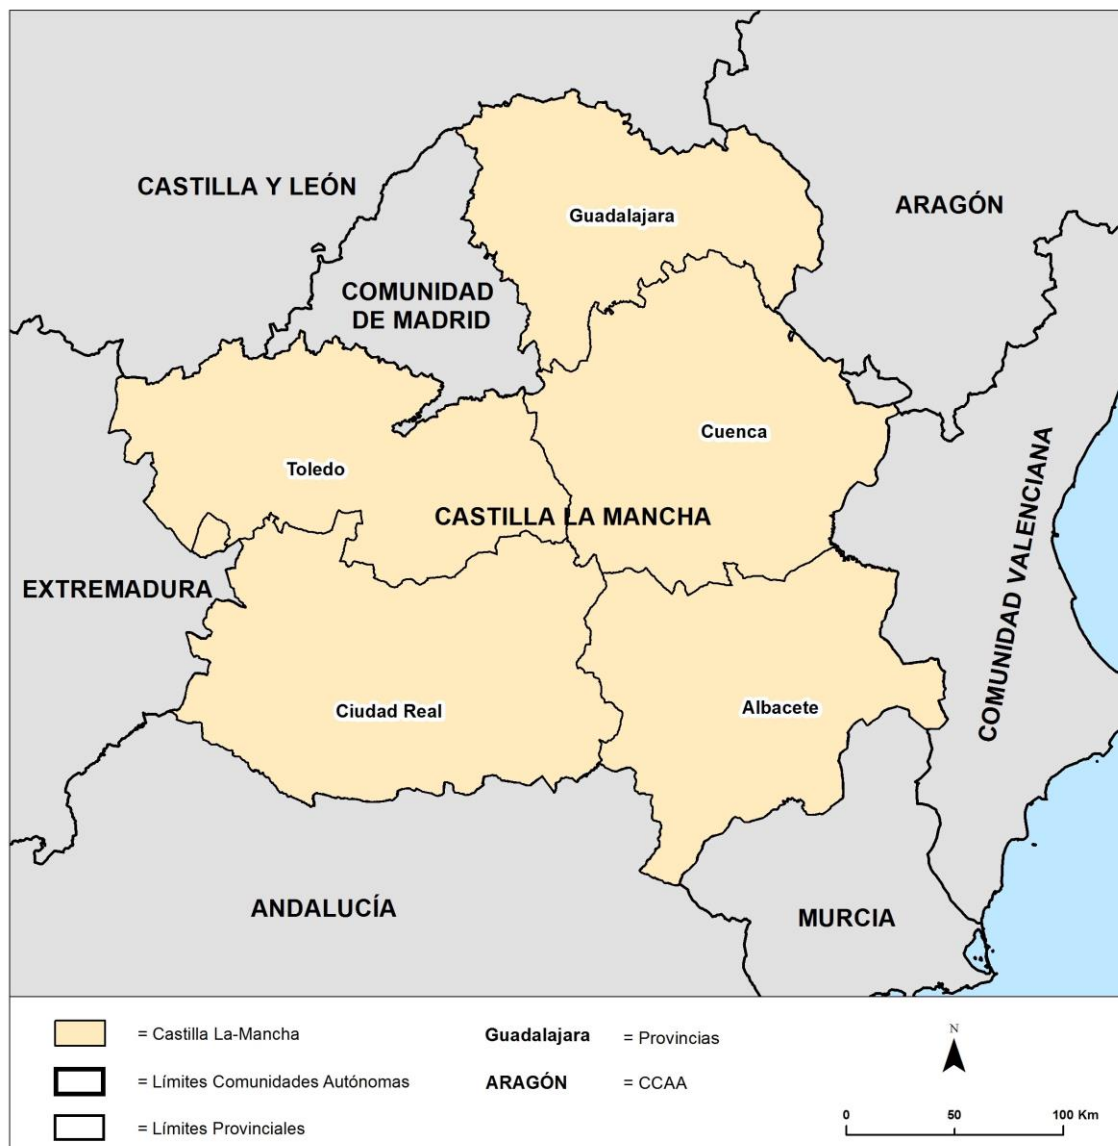 CASTILLA Y LEÓN
Guadalajara
ARAGÓN
COMUNIDAD
DE MADRID
Cuenca
Toledo
CASTILLA LA MANCHA
COMUNIDAD VALENCIANA
EXTREMADURA
Ciudad Real
Albacete
ANDALUCÍA
MURCIA
= Castilla La-Mancha
= Límites Comunidades Autónomas
= Límites Provinciales
Guadalajara = Provincias
ARAGÓN = CCAA
N
0 50 100 Km